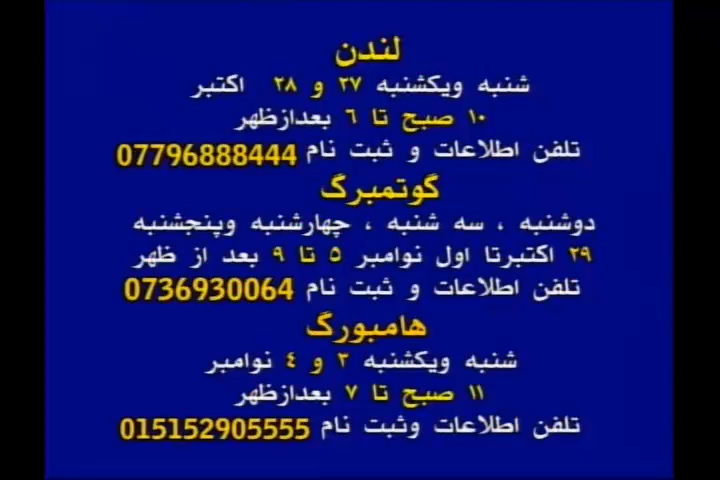 لندن
شنبه ویکشنبه ۲۷ و ۲۸ اکتبر
۱۰ صبح تا ۶ بعدازظهر
تلفن اطلاعات و ثبت نام 07796888444
گوتمبرگ
دوشنبه ، سه شنبه ، چهارشنبه وپنجشنبه
۲۹ اکتبرتا اول نوامبر ۵ تا ۹ بعد از ظهر
تلفن اطلاعات و ثبت نام 0736930064
هامبورگ
شنبه ویکشنبه ۳ و ۴ نوامبر
۱۱ صبح تا ۷ بعدازظهر
تلفن اطلاعات وثبت نام 015152905555